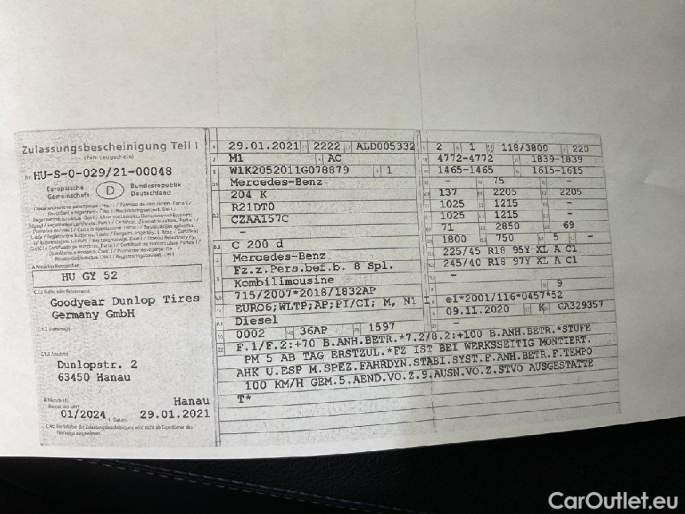 Zulassungsbescheinigung Teil I
(Fahrzeugschein)
Nr. HU-S-0-029/21-00048
Europäische Gemeinschaft D Bundesrepublik Deutschland
HU GY 52
Goodyear Dunlop Tires
Germany GmbH
Dunlopstr. 2
63450 Hanau
Hanau
01/2024 29.01.2021
29.01.2021 2222 ALD005332
M1 AC
W1K2052011G078879 1
Mercedes-Benz
204 K
R21DT0
CZAA157C
-
C 200 d
Mercedes-Benz
Fz.z.Pers.bef.b. 8 Spl.
Kombilimousine
715/2007*2018/1832AP
EURO6;WLTP;AP;PI/CI; M, N1 I
Diesel
0002 36AP 1597
2 1 118/3800 220
4772-4772 1839-1839
1465-1465 1615-1615
- 75 -
137 2205 2205
1025 1215 -
1025 1215 -
71 2850 69
1800 750 5 -
225/45 R18 95Y XL A C1
245/40 R18 97Y XL A C1
-
- 9
e1*2001/116*0457*52
09.11.2020 K CA329357
F.1/F.2:+70 B.ANH.BETR.*7.2/8.2:+100 B.ANH.BETR.*STUFE
PM 5 AB TAG ERSTZUL.*FZ IST BEI WERKSSEITIG MONTIERT.
AHK U.ESP M.SPEZ.FAHRDYN.STABI.SYST.F.ANH.BETR.F.TEMPO
100 KM/H GEM.5.AEND.VO.Z.9.AUSN.VO.Z.STVO AUSGESTATTE
T*
CarOutlet.eu